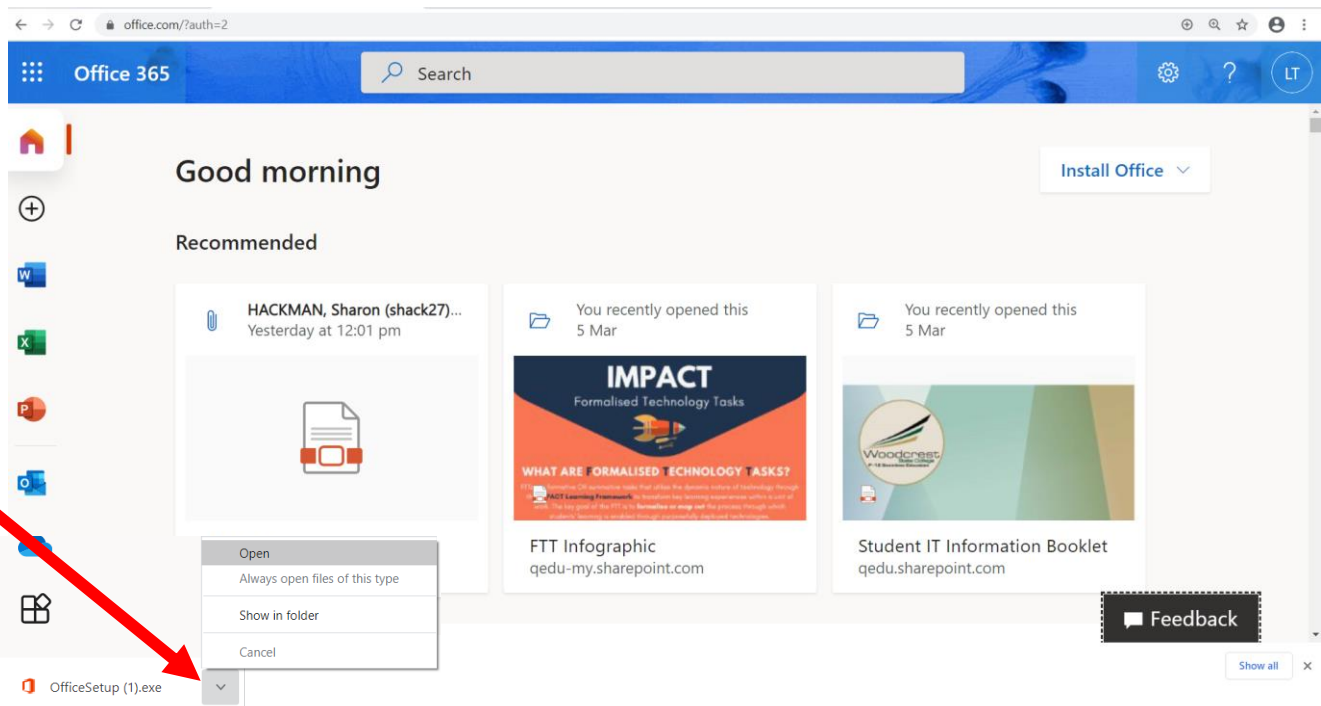 office.com/?auth=2
Office 365
Search
?
LT
Good morning
Install Office
Recommended
HACKMAN, Sharon (shack27)...
Yesterday at 12:01 pm
You recently opened this
5 Mar
IMPACT
Formalised Technology Tasks
WHAT ARE FORMALISED TECHNOLOGY TASKS?
FTT Infographic
qedu-my.sharepoint.com
You recently opened this
5 Mar
Woodcrest
State College
Student IT Information Booklet
qedu.sharepoint.com
Open
Always open files of this type
Show in folder
Cancel
Feedback
OfficeSetup (1).exe
Show all